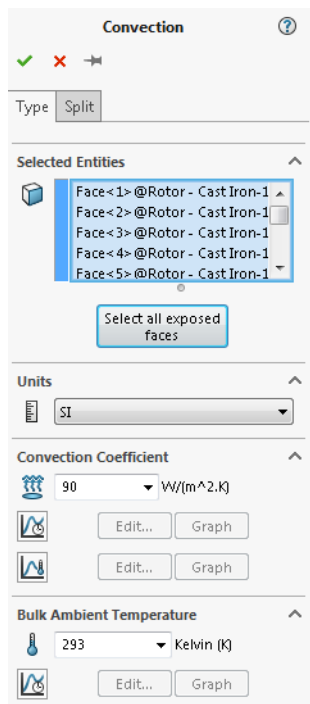 Convection
Type Split
Selected Entities
Face<1>@Rotor - Cast Iron-1
Face<2>@Rotor - Cast Iron-1
Face<3>@Rotor - Cast Iron-1
Face<4>@Rotor - Cast Iron-1
Face<5>@Rotor - Cast Iron-1
Select all exposed
faces
Units
SI
Convection Coefficient
90 W/(m^2.K)
Edit... Graph
Edit... Graph
Bulk Ambient Temperature
293 Kelvin (K)
Edit... Graph